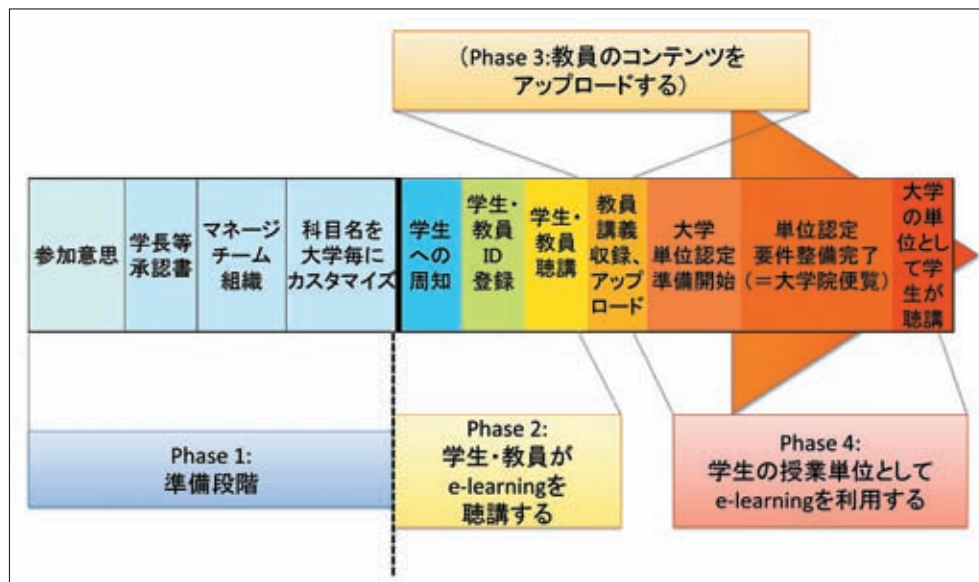 (Phase 3:教員のコンテンツを
アップロードする)
参加意思
学長等
承認書
マネージ
チーム
組織
科目名を
大学毎に
カスタマイズ
学生
への
周知
学生・
教員
ID
登録
学生・
教員
聴講
教員
講義
収録、
アップ
ロード
大学
単位認定
準備開始
単位認定
要件整備完了
(=大学院便覧)
大学
の単
位とし
て学
生が
聴講
Phase 1:
準備段階
Phase 2:
学生・教員が
e-learningを
聴講する
Phase 4:
学生の授業単位として
e-learningを利用する